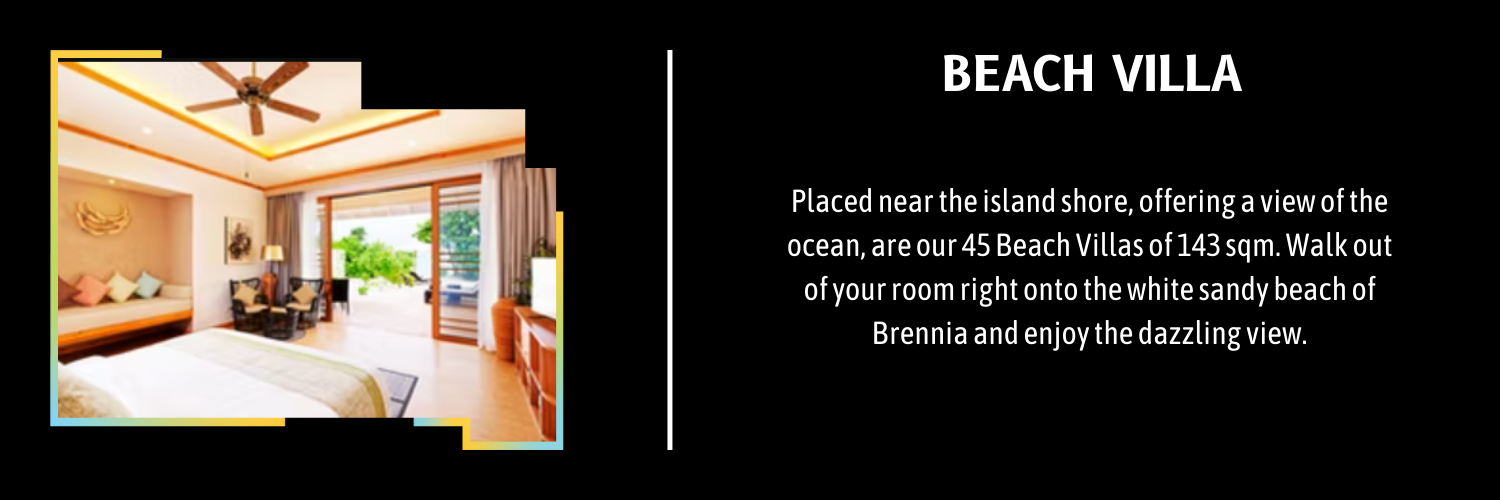 BEACH VILLA
Placed near the island shore, offering a view of the
ocean, are our 45 Beach Villas of 143 sqm. Walk out
of your room right onto the white sandy beach of
Brennia and enjoy the dazzling view.